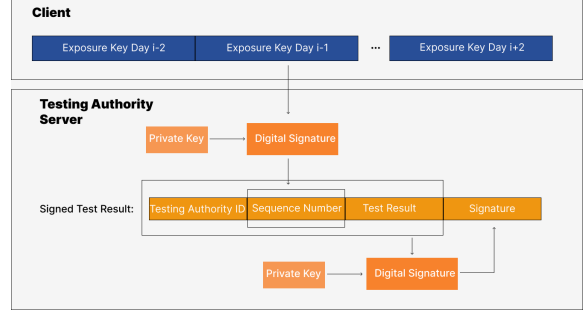 Client
Exposure Key Day i-2 Exposure Key Day i-1 ... Exposure Key Day i+2
Testing Authority
Server
Private Key Digital Signature
Signed Test Result: Testing Authority ID Sequence Number Test Result Signature
Private Key Digital Signature